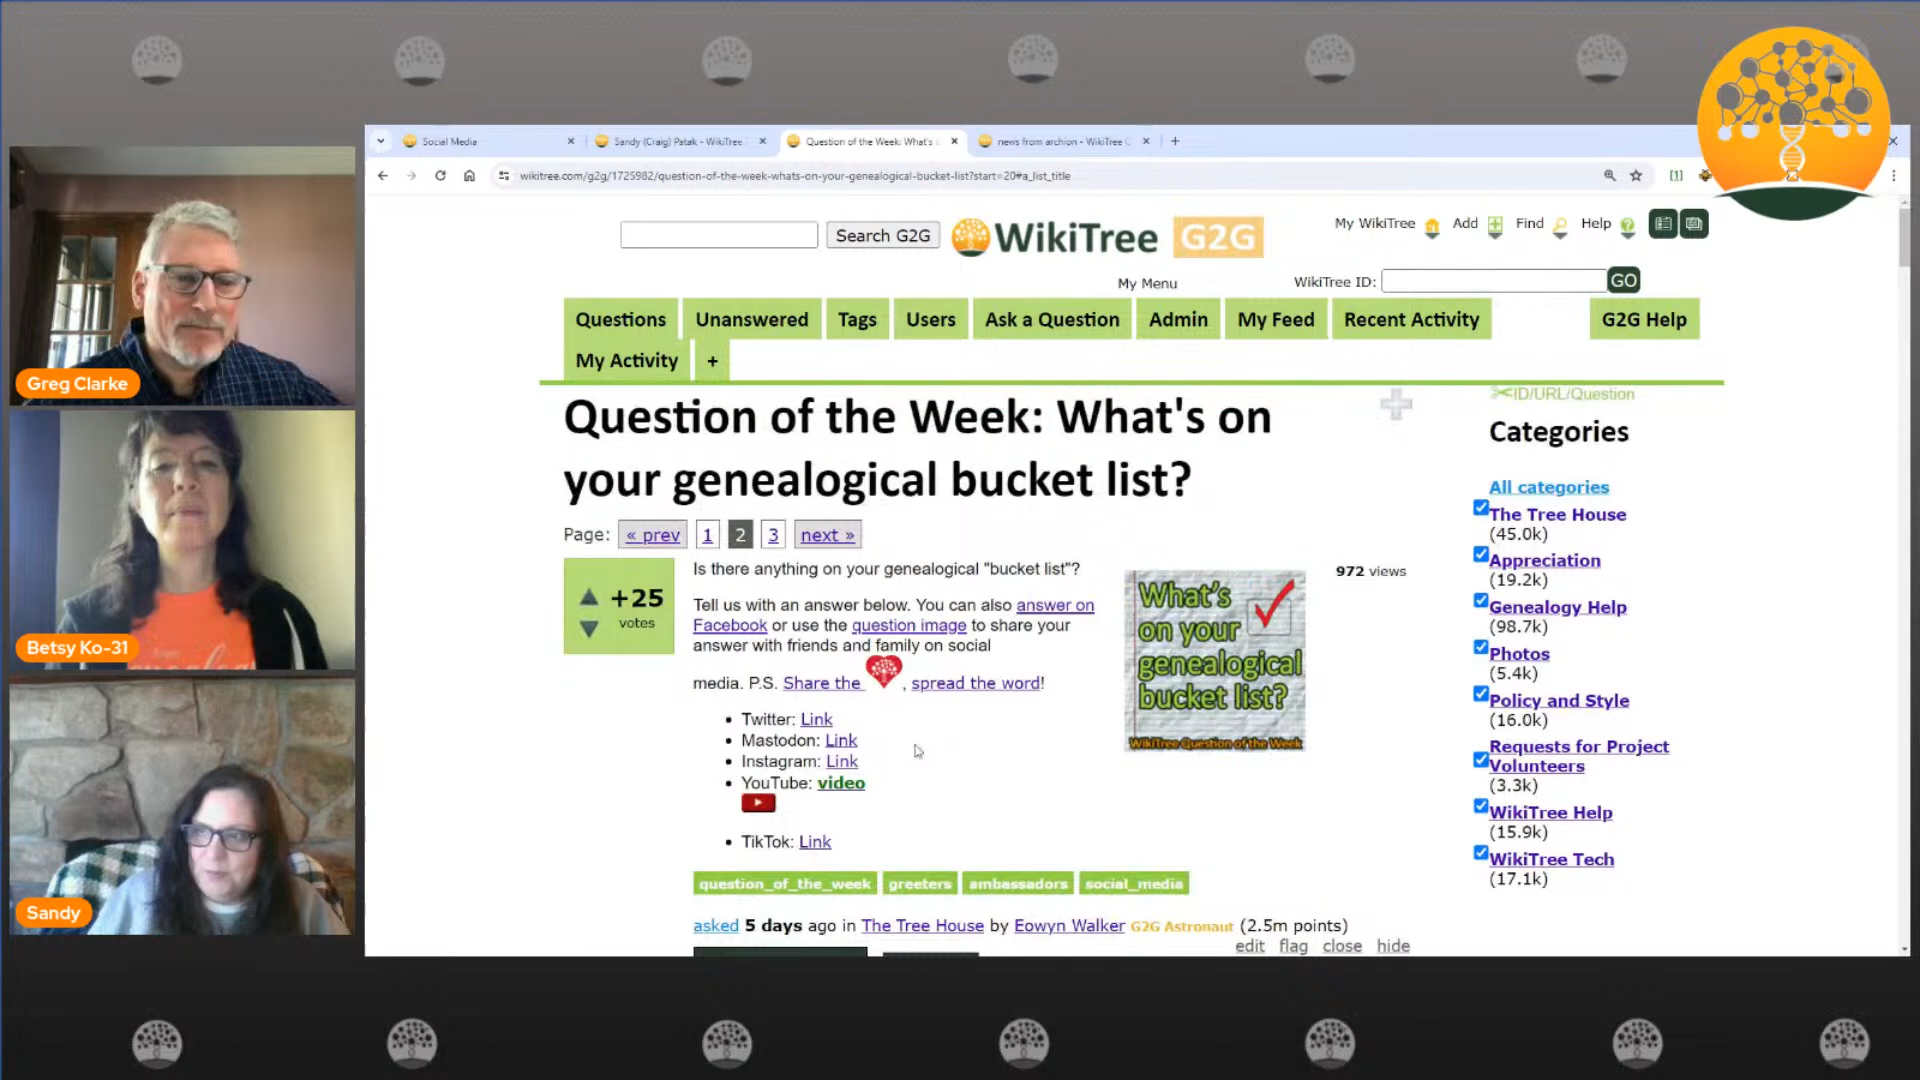 Social Media
Sandy (Craig) Patak - WikiTree
Question of the Week: What's
news from archion - WikiTree
wikitree.com/g2g/1725982/question-of-the-week-whats-on-your-genealogical-bucket-list?start=20#a_list_title
Search G2G
WikiTree G2G
My WikiTree Add Find Help
My Menu
WikiTree ID: GO
Questions Unanswered Tags Users Ask a Question Admin My Feed Recent Activity G2G Help
My Activity +
Question of the Week: What's on
your genealogical bucket list?
Page: « prev 1 2 3 next »
+25
votes
Is there anything on your genealogical "bucket list"?
Tell us with an answer below. You can also answer on
Facebook or use the question image to share your
answer with friends and family on social
media. P.S. Share the , spread the word!
Twitter: Link
Mastodon: Link
Instagram: Link
YouTube: video
TikTok: Link
What's
on your
genealogical
bucket list?
WikiTree Question of the Week
972 views
question_of_the_week greeters ambassadors social_media
asked 5 days ago in The Tree House by Eowyn Walker G2G Astronaut (2.5m points)
edit flag close hide
ID/URL/Question
Categories
All categories
The Tree House
(45.0k)
Appreciation
(19.2k)
Genealogy Help
(98.7k)
Photos
(5.4k)
Policy and Style
(16.0k)
Requests for Project
Volunteers
(3.3k)
WikiTree Help
(15.9k)
WikiTree Tech
(17.1k)
Greg Clarke
Betsy Ko-31
Sandy